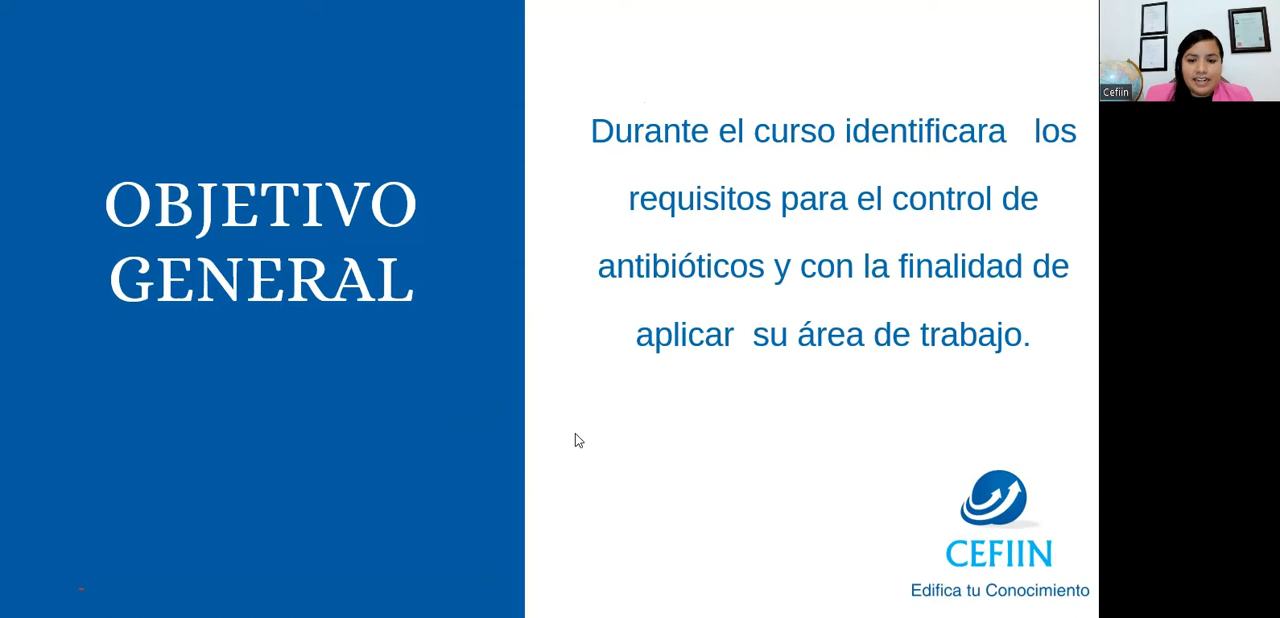 OBJETIVO
GENERAL
Durante el curso identificara los
requisitos para el control de
antibióticos y con la finalidad de
aplicar su área de trabajo.
CEFIIN
Edifica tu Conocimiento
Cefiin